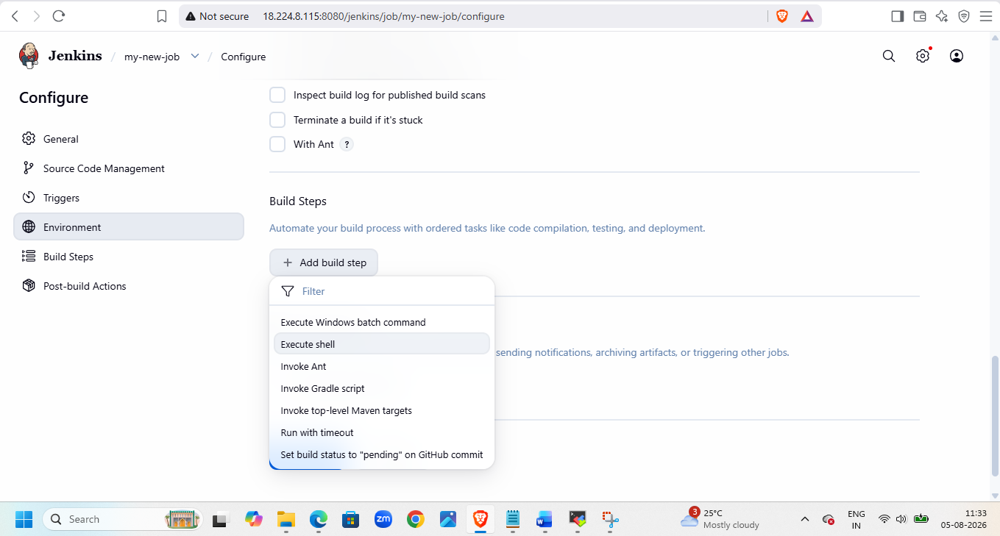 Not secure 18.224.8.115:8080/jenkins/job/my-new-job/configure
Jenkins / my-new-job / Configure
Configure
General
Source Code Management
Triggers
Environment
Build Steps
Post-build Actions
Inspect build log for published build scans
Terminate a build if it's stuck
With Ant ?
Build Steps
Automate your build process with ordered tasks like code compilation, testing, and deployment.
+ Add build step
Filter
Execute Windows batch command
Execute shell
sending notifications, archiving artifacts, or triggering other jobs.
Invoke Ant
Invoke Gradle script
Invoke top-level Maven targets
Run with timeout
Set build status to "pending" on GitHub commit
Search
zm
W
3
25°C
Mostly cloudy
ENG
IN
11:33
05-08-2026